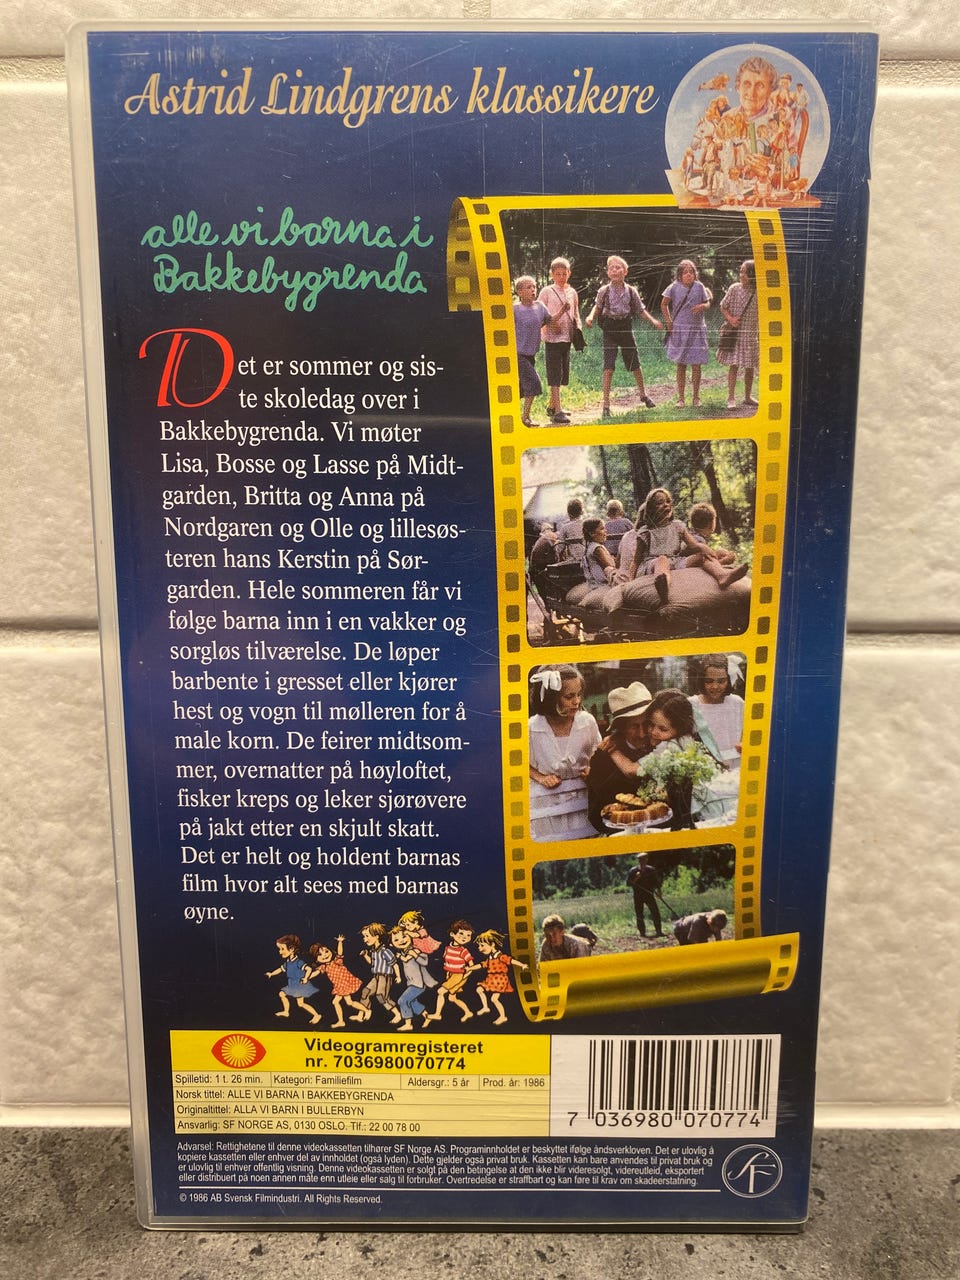 Astrid Lindgrens klassikere
alle vi barna i
Bakkebygrenda
Det er sommer og sis-
te skoledag over i
Bakkebygrenda. Vi møter
Lisa, Bosse og Lasse på Midt-
garden, Britta og Anna på
Nordgaren og Olle og lillesøs-
teren hans Kerstin på Sør-
garden. Hele sommeren får vi
følge barna inn i en vakker og
sorgløs tilværelse. De løper
barbente i gresset eller kjører
hest og vogn til mølleren for å
male korn. De feirer midtsom-
mer, overnatter på høyloftet,
fisker kreps og leker sjørøvere
på jakt etter en skjult skatt.
Det er helt og holdent barnas
film hvor alt sees med barnas
øyne.
Videogramregisteret
nr. 7036980070774
Spilletid: 1 t. 26 min. Kategori: Familiefilm Aldersgr.: 5 år Prod. år: 1986
Norsk tittel: ALLE VI BARNA I BAKKEBYGRENDA
Originaltittel: ALLA VI BARN I BULLERBYN
Ansvarlig: SF NORGE AS, 0130 OSLO. Tlf.: 22 00 78 00
7 036980 070774
Advarsel: Rettighetene til denne videokassetten tilhører SF Norge AS. Programinnholdet er beskyttet ifølge åndsverkloven. Det er ulovlig å
kopiere kassetten eller enhver del av innholdet (også lyden). Dette gjelder også privat bruk. Kassetten kan bare anvendes til privat bruk og
er ulovlig til enhver offentlig visning. Denne videokassetten er solgt på den betingelse at den ikke blir videresolgt, videreutleid, eksportert
eller distribuert på noen annen måte enn utleie eller salg til forbruker. Overtredelse er straffbart og kan føre til krav om skadeerstatning.
SF
© 1986 AB Svensk Filmindustri. All Rights Reserved.